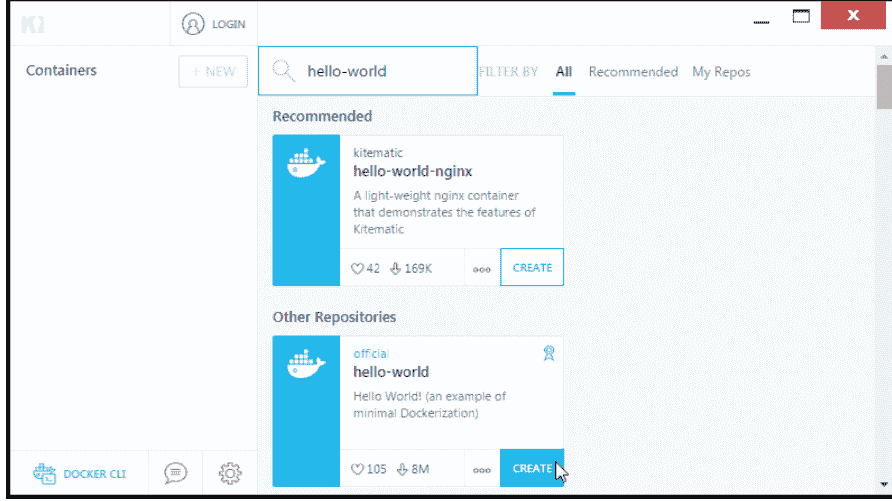 LOGIN
Containers
+ NEW
hello-world
FILTER BY All Recommended My Repos
Recommended
kitematic
hello-world-nginx
A light-weight nginx container
that demonstrates the features of
Kitematic
42 169K
CREATE
Other Repositories
official
hello-world
Hello World! (an example of
minimal Dockerization)
105 8M
CREATE
DOCKER CLI